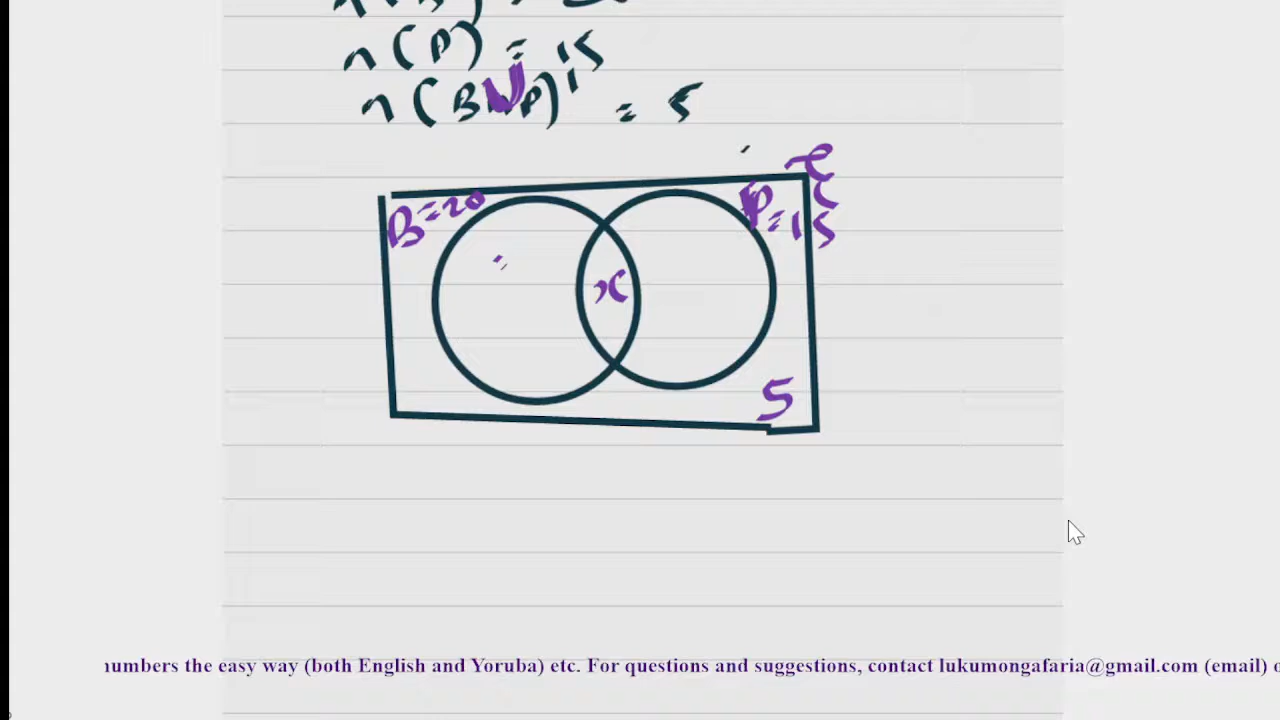 n(P) = 15
n(B∪P)' = 5
B=20
P=15
x
5
numbers the easy way (both English and Yoruba) etc. For questions and suggestions, contact lukumongafaria@gmail.com (email) o